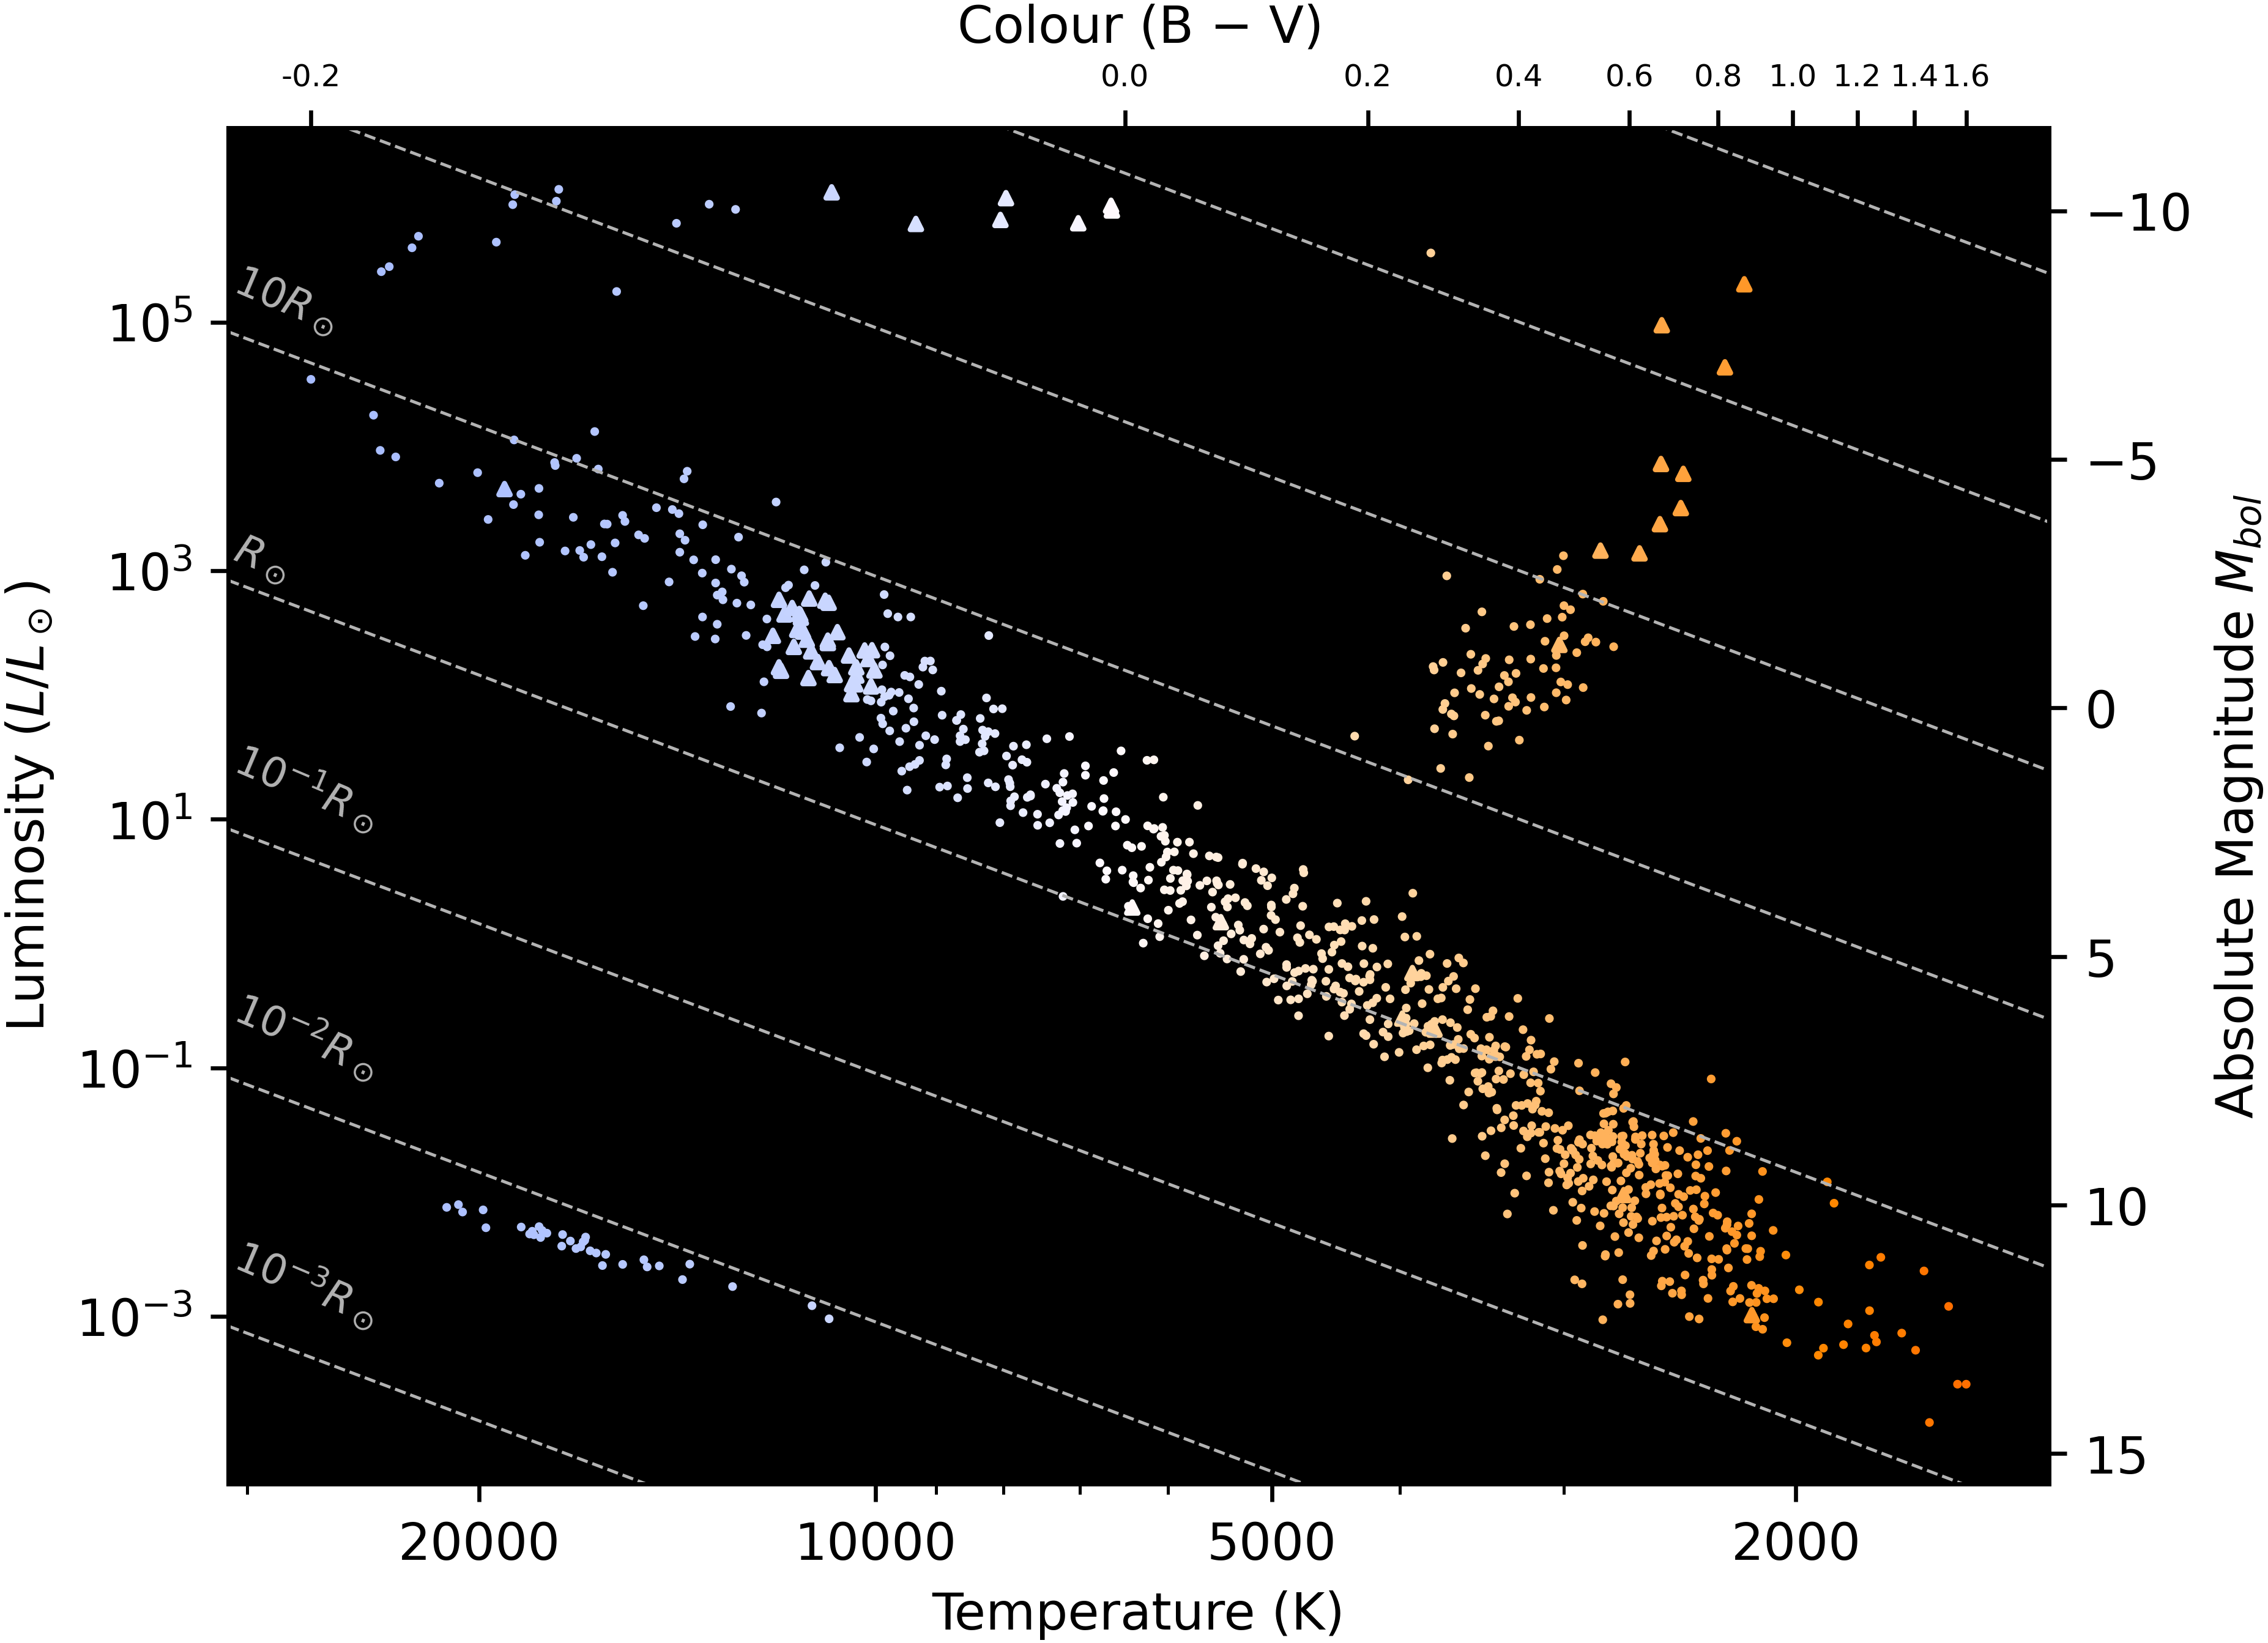 Colour (B − V)
-0.2 0.0 0.2 0.4 0.6 0.8 1.0 1.2 1.4 1.6
Luminosity (L/L☉)
10⁵
10³
10¹
10⁻¹
10⁻³
10R☉
R☉
10⁻¹R☉
10⁻²R☉
10⁻³R☉
−10
−5
0
5
10
15
Absolute Magnitude M_bol
20000 10000 5000 2000
Temperature (K)